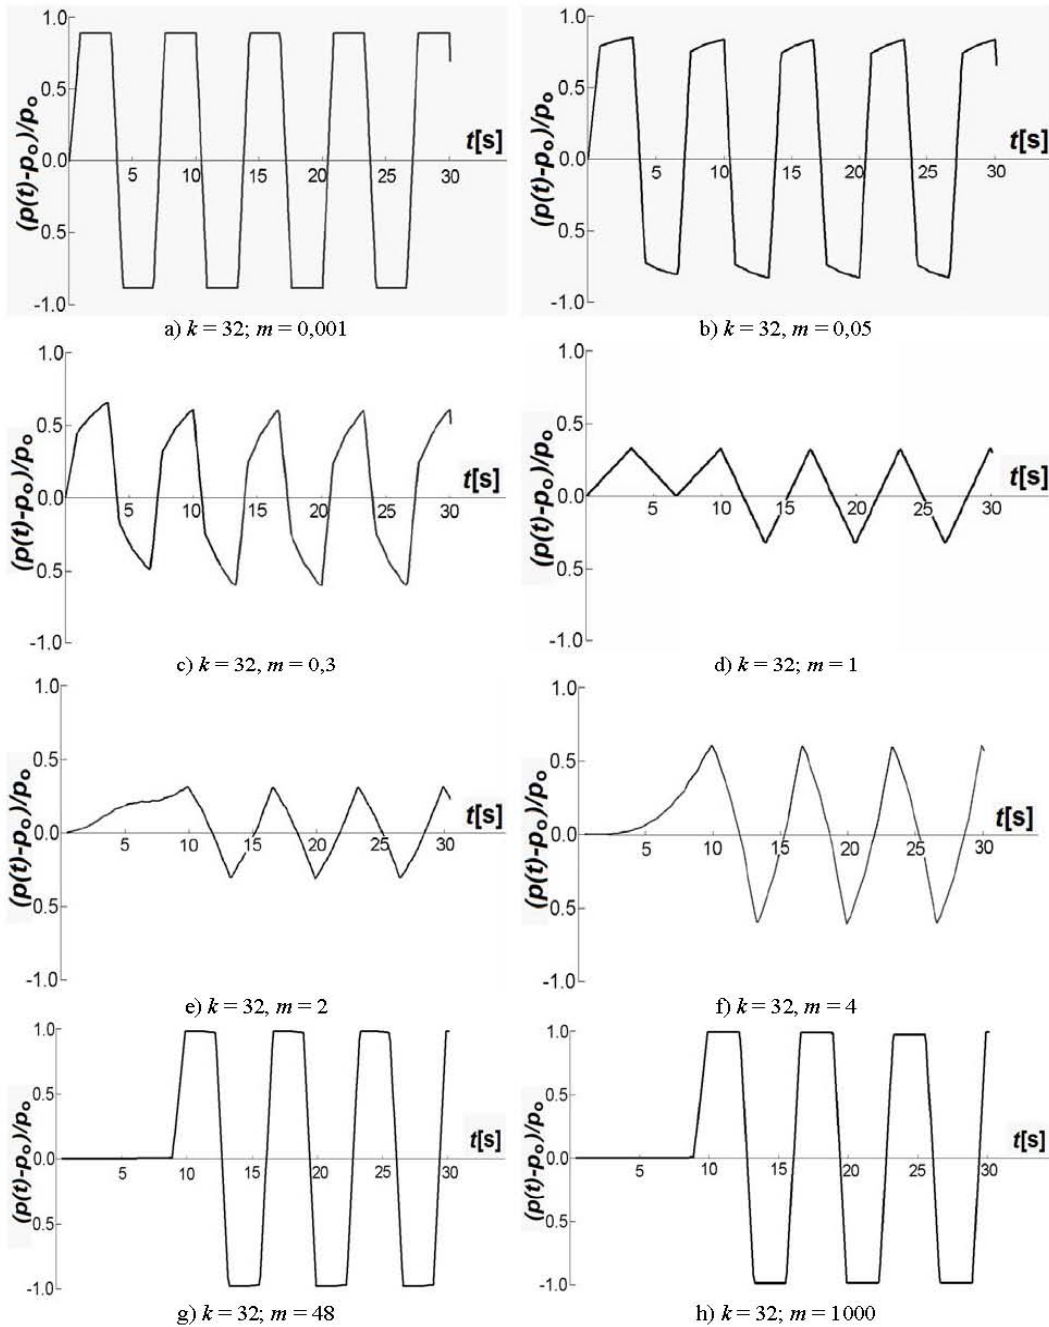 1.0
0.5
0.0
0.5
-1.0
(p(t)-p₀)/p₀
t[s]
5 10 15 20 25 30
a) k = 32; m = 0,001
1.0
0.5
0.0
0.5
-1.0
(p(t)-p₀)/p₀
t[s]
5 10 15 20 25 30
b) k = 32, m = 0,05
1.0
0.5
0.0
0.5
-1.0
(p(t)-p₀)/p₀
t[s]
5 10 15 20 25 30
c) k = 32, m = 0,3
1.0
0.5
0.0
0.5
-1.0
(p(t)-p₀)/p₀
t[s]
5 10 15 20 25 30
d) k = 32; m = 1
1.0
0.5
0.0
0.5
-1.0
(p(t)-p₀)/p₀
t[s]
5 10 15 20 25 30
e) k = 32, m = 2
1.0
0.5
0.0
0.5
-1.0
(p(t)-p₀)/p₀
t[s]
5 10 15 20 25 30
f) k = 32, m = 4
1.0
0.5
0.0
0.5
-1.0
(p(t)-p₀)/p₀
t[s]
5 10 15 20 25 30
g) k = 32; m = 48
1.0
0.5
0.0
0.5
-1.0
(p(t)-p₀)/p₀
t[s]
5 10 15 20 25 30
h) k = 32; m = 1000